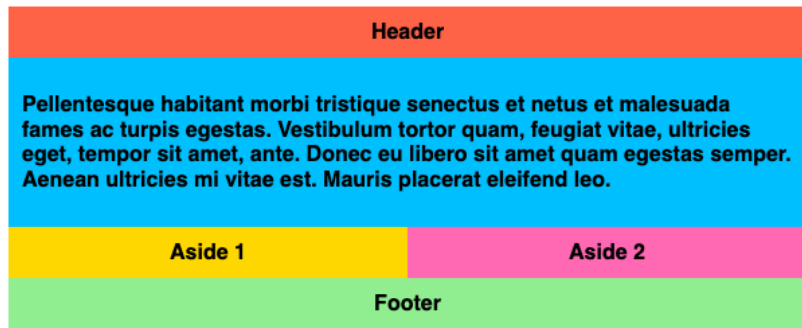 Header
Pellentesque habitant morbi tristique senectus et netus et malesuada
fames ac turpis egestas. Vestibulum tortor quam, feugiat vitae, ultricies
eget, tempor sit amet, ante. Donec eu libero sit amet quam egestas semper.
Aenean ultricies mi vitae est. Mauris placerat eleifend leo.
Aside 1
Aside 2
Footer